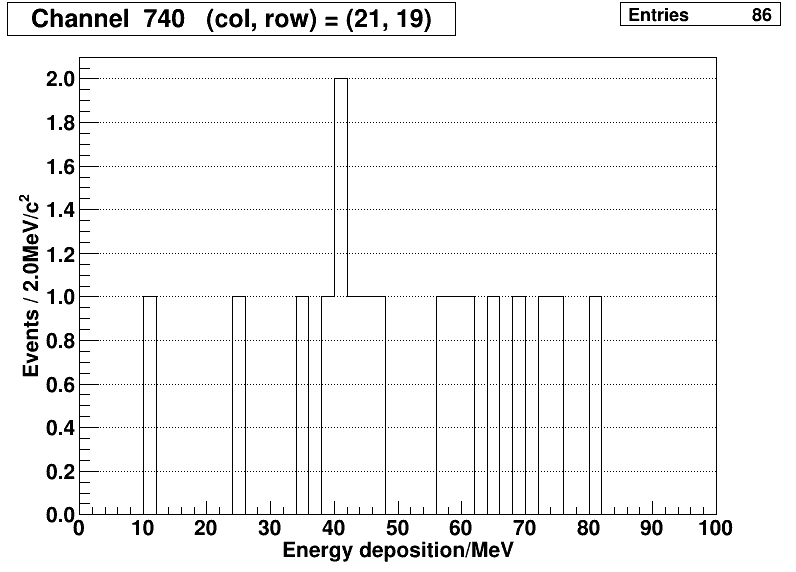 Channel 740 (col, row) = (21, 19)
Entries 86
2.0
1.8
1.6
1.4
1.2
1.0
0.8
0.6
0.4
0.2
0.0
Events / 2.0MeV/c²
0 10 20 30 40 50 60 70 80 90 100
Energy deposition/MeV